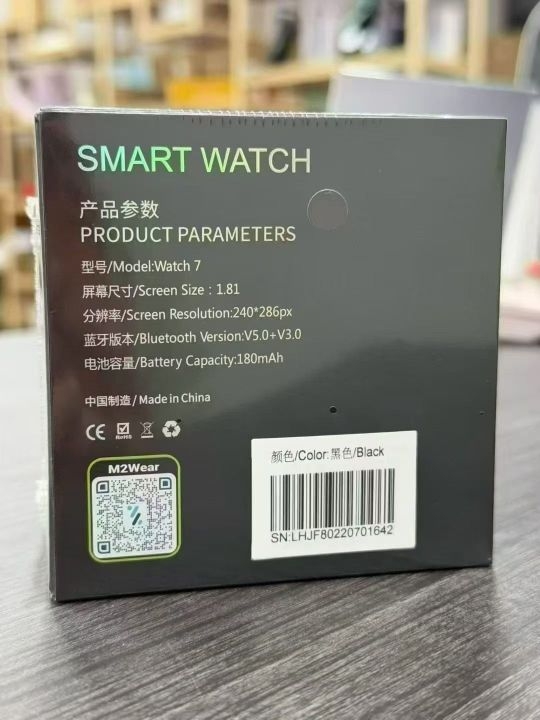 SMART WATCH
产品参数
PRODUCT PARAMETERS
型号/Model:Watch 7
屏幕尺寸/Screen Size：1.81
分辨率/Screen Resolution:240*286px
蓝牙版本/Bluetooth Version:V5.0+V3.0
电池容量/Battery Capacity:180mAh
中国制造/Made in China
CE RoHS
M2Wear
颜色/Color:黑色/Black
SN:LHJF80220701642